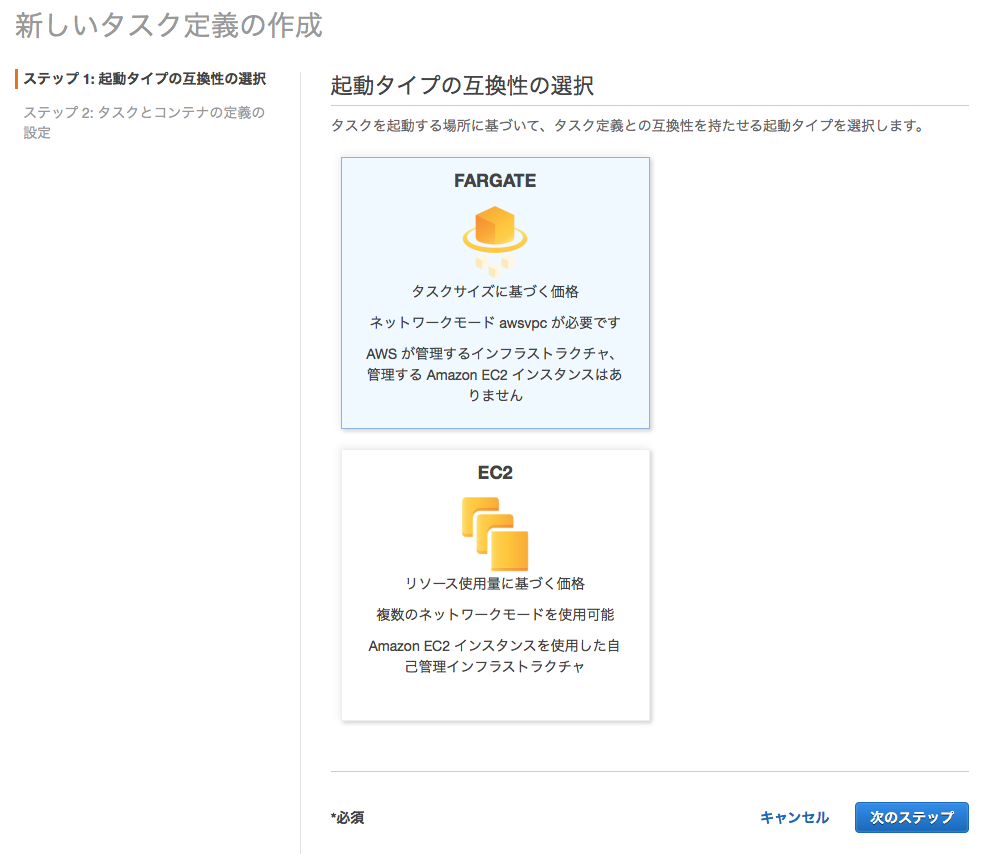 新しいタスク定義の作成
ステップ 1: 起動タイプの互換性の選択
ステップ 2: タスクとコンテナの定義の
設定
起動タイプの互換性の選択
タスクを起動する場所に基づいて、タスク定義との互換性を持たせる起動タイプを選択します。
FARGATE
タスクサイズに基づく価格
ネットワークモード awsvpc が必要です
AWS が管理するインフラストラクチャ、
管理する Amazon EC2 インスタンスはあ
りません
EC2
リソース使用量に基づく価格
複数のネットワークモードを使用可能
Amazon EC2 インスタンスを使用した自
己管理インフラストラクチャ
*必須
キャンセル
次のステップ